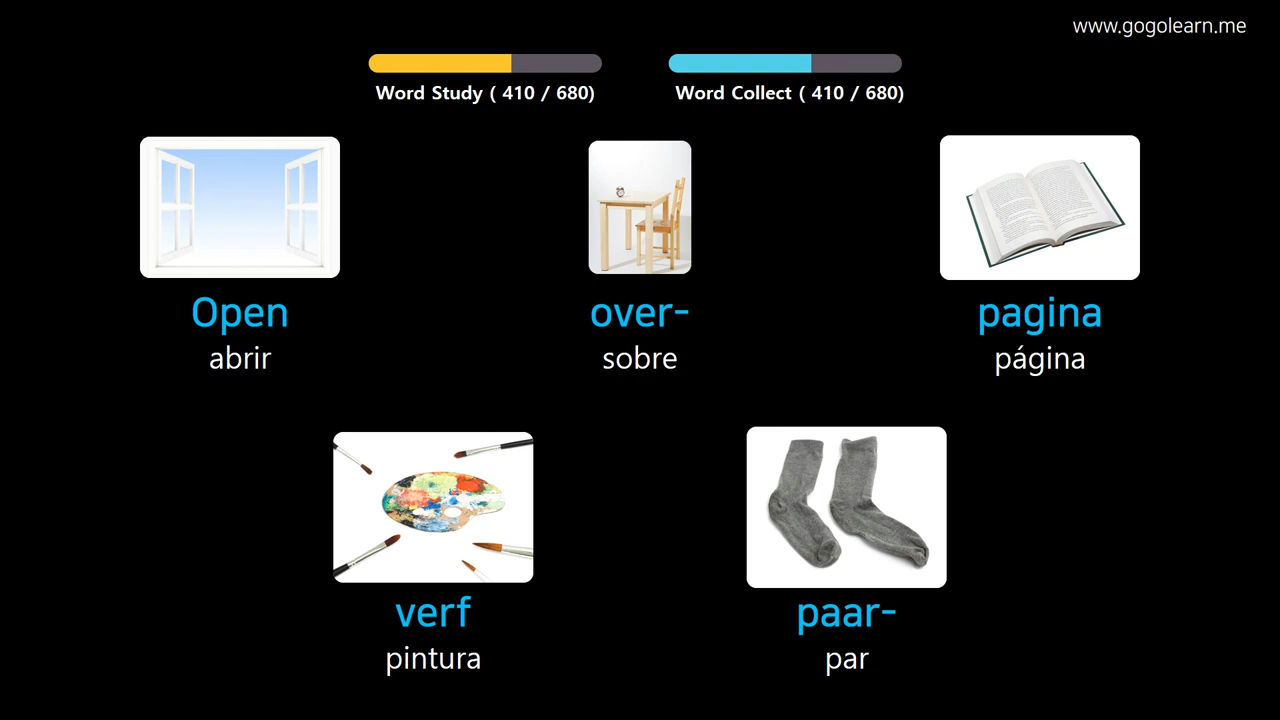 www.gogolearn.me
Word Study ( 410 / 680)
Word Collect ( 410 / 680)
Open
abrir
over-
sobre
pagina
página
verf
pintura
paar-
par